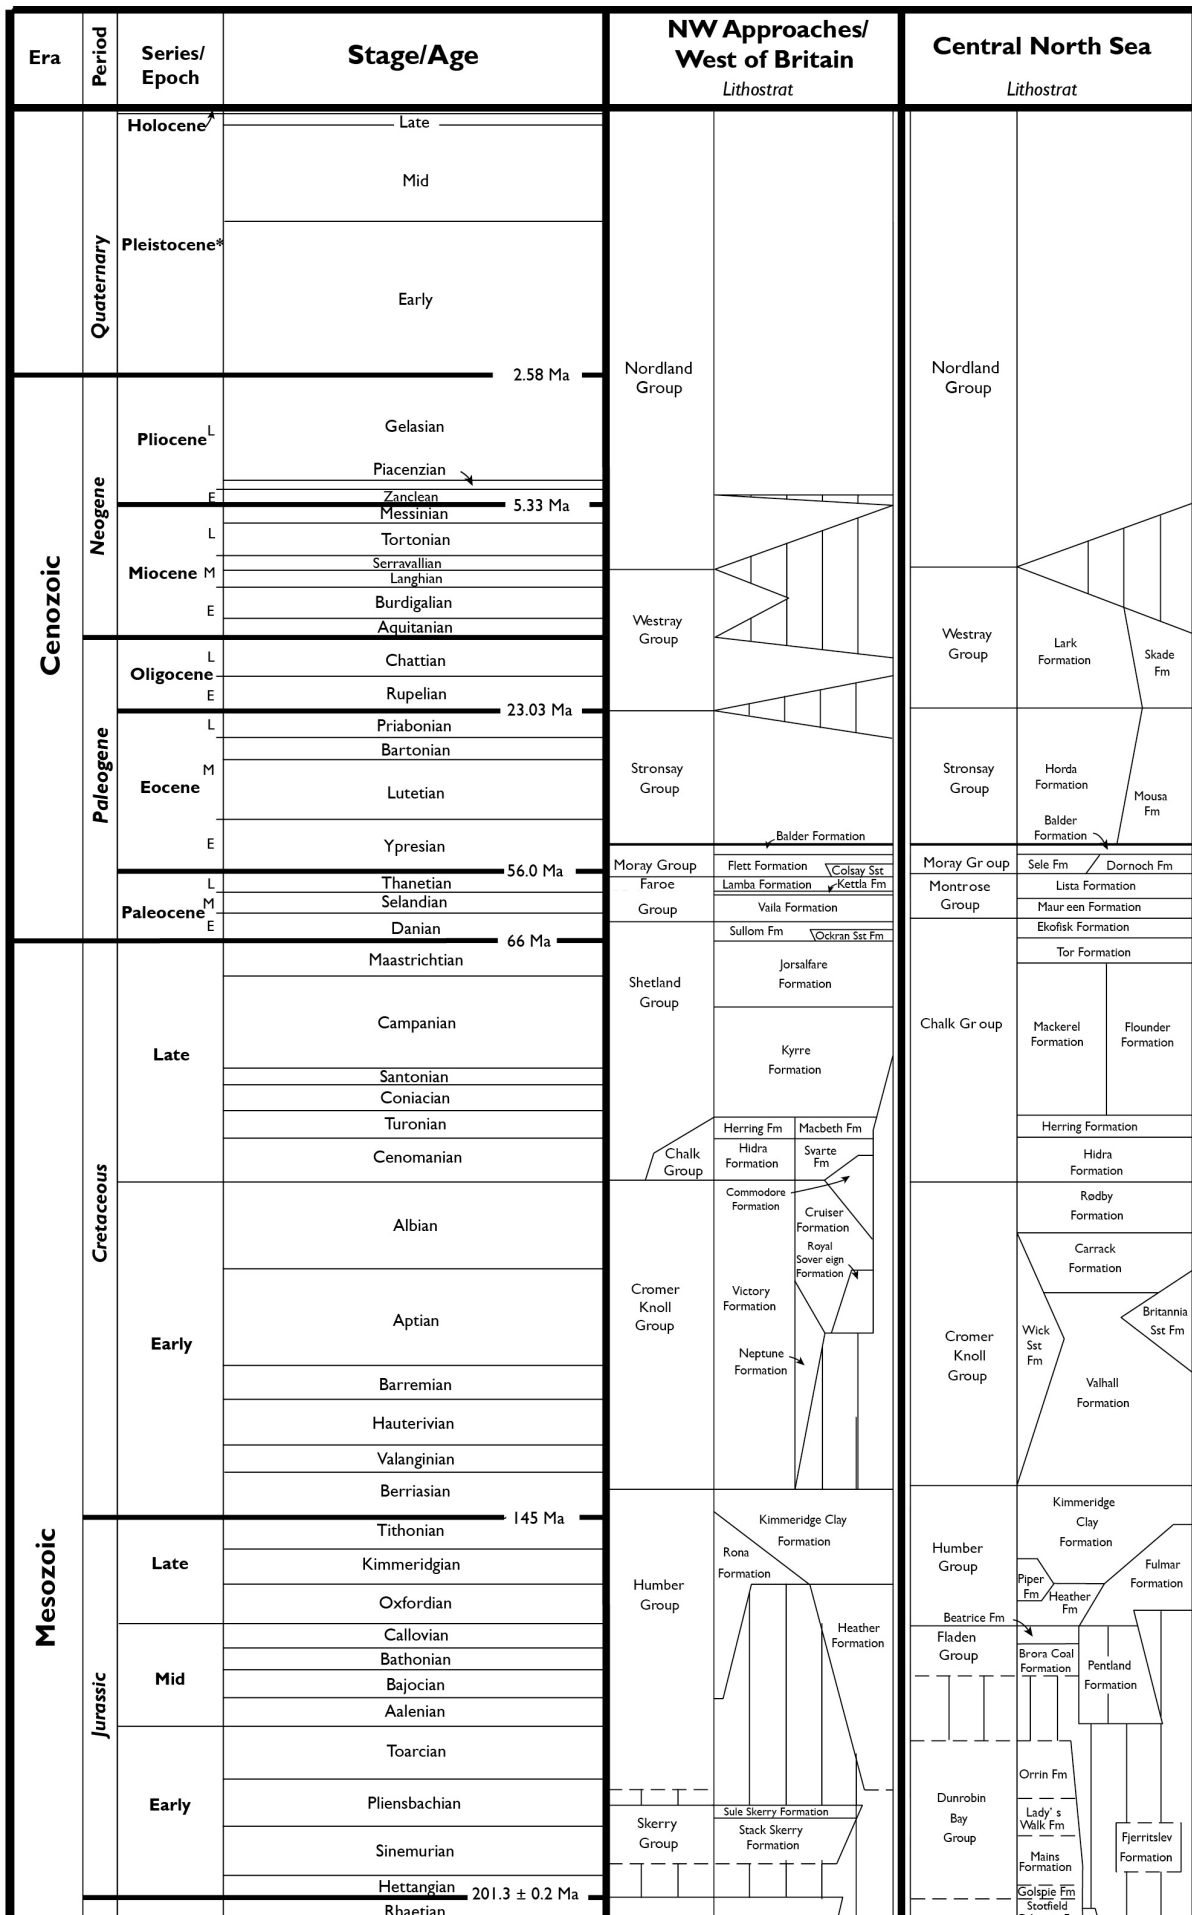 Era
Period
Series/
Epoch
Stage/Age
NW Approaches/
West of Britain
Lithostrat
Central North Sea
Lithostrat
Cenozoic
Mesozoic
Quaternary
Neogene
Paleogene
Cretaceous
Jurassic
Holocene
Pleistocene*
Pliocene
L
E
Miocene
L
M
E
Oligocene
L
E
Eocene
L
M
E
Paleocene
L
M
E
Late
Early
Late
Mid
Early
Late
Mid
Early
2.58 Ma
Gelasian
Piacenzian
Zanclean
5.33 Ma
Messinian
Tortonian
Serravallian
Langhian
Burdigalian
Aquitanian
Chattian
Rupelian
23.03 Ma
Priabonian
Bartonian
Lutetian
Ypresian
56.0 Ma
Thanetian
Selandian
Danian
66 Ma
Maastrichtian
Campanian
Santonian
Coniacian
Turonian
Cenomanian
Albian
Aptian
Barremian
Hauterivian
Valanginian
Berriasian
145 Ma
Tithonian
Kimmeridgian
Oxfordian
Callovian
Bathonian
Bajocian
Aalenian
Toarcian
Pliensbachian
Sinemurian
Hettangian
201.3 ± 0.2 Ma
Rhaetian
Nordland
Group
Westray
Group
Stronsay
Group
Balder Formation
Moray Group
Flett Formation
Colsay Sst
Faroe
Group
Lamba Formation
Kettla Fm
Vaila Formation
Sullom Fm
Ockran Sst Fm
Shetland
Group
Jorsalfare
Formation
Kyrre
Formation
Herring Fm
Macbeth Fm
Chalk
Group
Hidra
Formation
Svarte
Fm
Commodore
Formation
Cruiser
Formation
Royal
Sover eign
Formation
Cromer
Knoll
Group
Victory
Formation
Neptune
Formation
Kimmeridge Clay
Formation
Rona
Formation
Humber
Group
Heather
Formation
Skerry
Group
Sule Skerry Formation
Stack Skerry
Formation
Nordland
Group
Westray
Group
Lark
Formation
Skade
Fm
Stronsay
Group
Horda
Formation
Mousa
Fm
Balder
Formation
Moray Gr oup
Sele Fm
Dornoch Fm
Montrose
Group
Lista Formation
Maur een Formation
Ekofisk Formation
Tor Formation
Chalk Gr oup
Mackerel
Formation
Flounder
Formation
Herring Formation
Hidra
Formation
Rødby
Formation
Carrack
Formation
Britannia
Sst Fm
Wick
Sst
Fm
Cromer
Knoll
Group
Valhall
Formation
Kimmeridge
Clay
Formation
Humber
Group
Piper
Fm
Heather
Fm
Fulmar
Formation
Beatrice Fm
Fladen
Group
Brora Coal
Formation
Pentland
Formation
Orrin Fm
Dunrobin
Bay
Group
Lady' s
Walk Fm
Mains
Formation
Fjerritslev
Formation
Golspie Fm
Stotfield